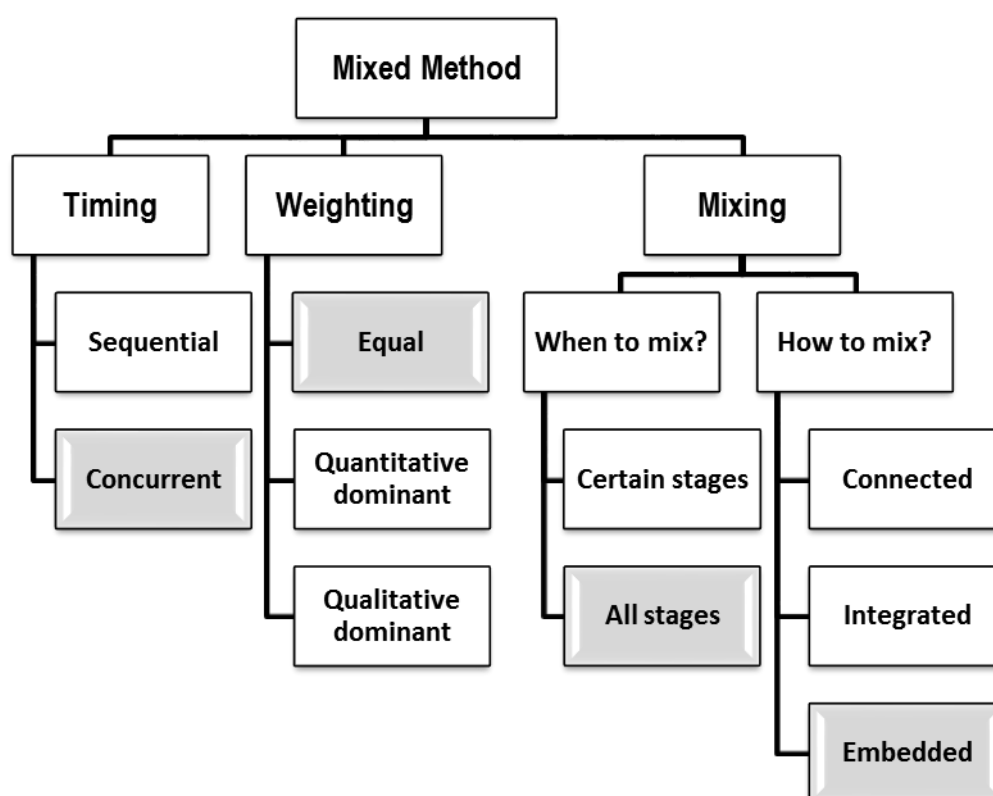 Mixed Method
Timing
Weighting
Mixing
Sequential
Equal
When to mix?
How to mix?
Concurrent
Quantitative
dominant
Certain stages
Connected
Qualitative
dominant
All stages
Integrated
Embedded